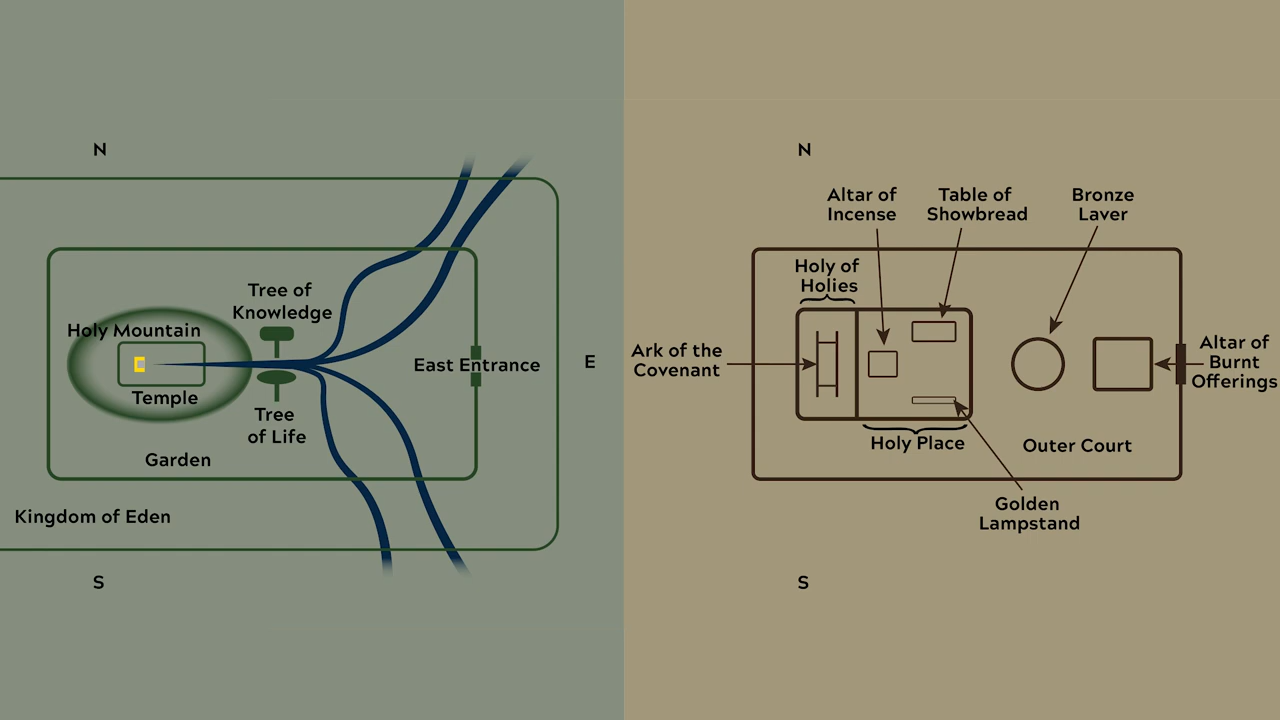 N
Tree of
Knowledge
Holy Mountain
East Entrance
E
Temple
Tree
of Life
Garden
Kingdom of Eden
S
N
Altar of
Incense
Table of
Showbread
Bronze
Laver
Holy of
Holies
Ark of the
Covenant
Altar of
Burnt
Offerings
Holy Place
Outer Court
Golden
Lampstand
S